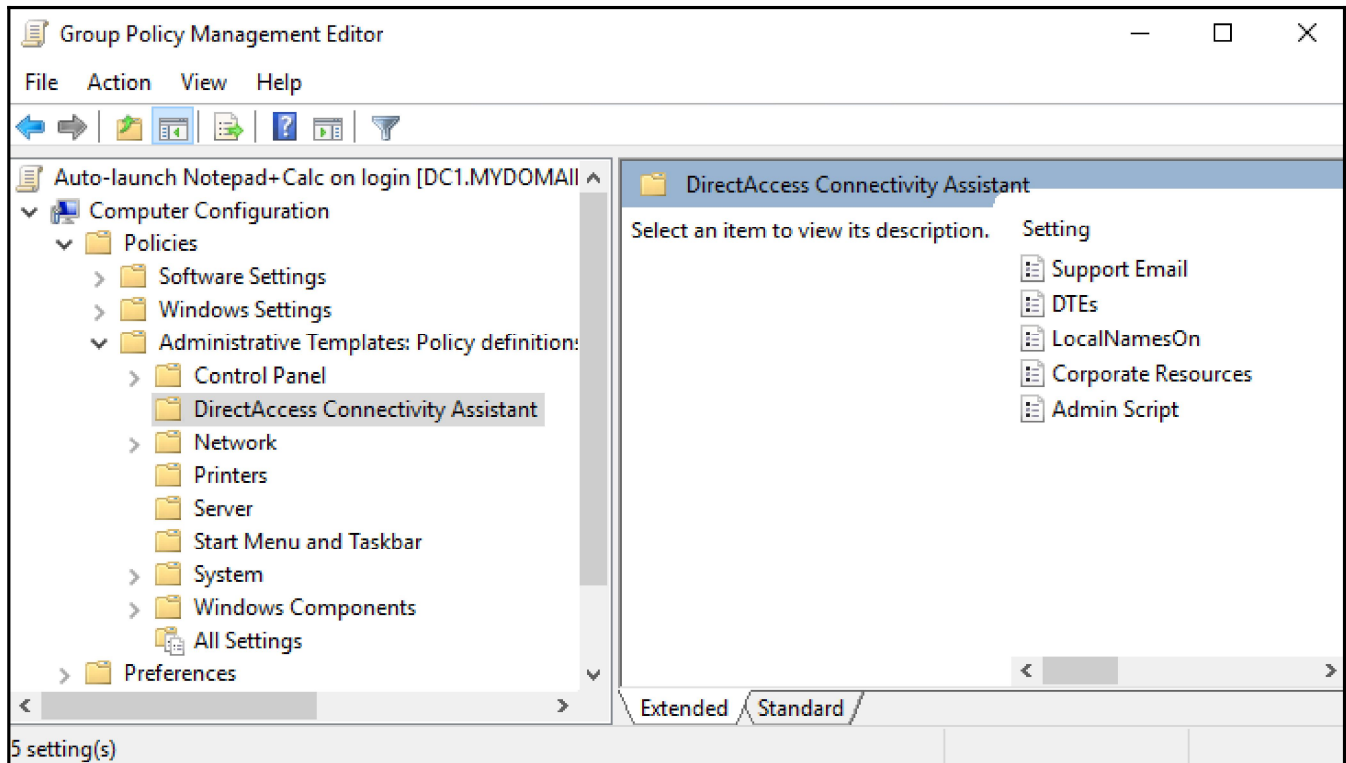 Group Policy Management Editor
File Action View Help
Auto-launch Notepad+Calc on login [DC1.MYDOMAI
Computer Configuration
Policies
Software Settings
Windows Settings
Administrative Templates: Policy definition
Control Panel
DirectAccess Connectivity Assistant
Network
Printers
Server
Start Menu and Taskbar
System
Windows Components
All Settings
Preferences
DirectAccess Connectivity Assistant
Select an item to view its description.
Setting
Support Email
DTEs
LocalNamesOn
Corporate Resources
Admin Script
Extended Standard
5 setting(s)